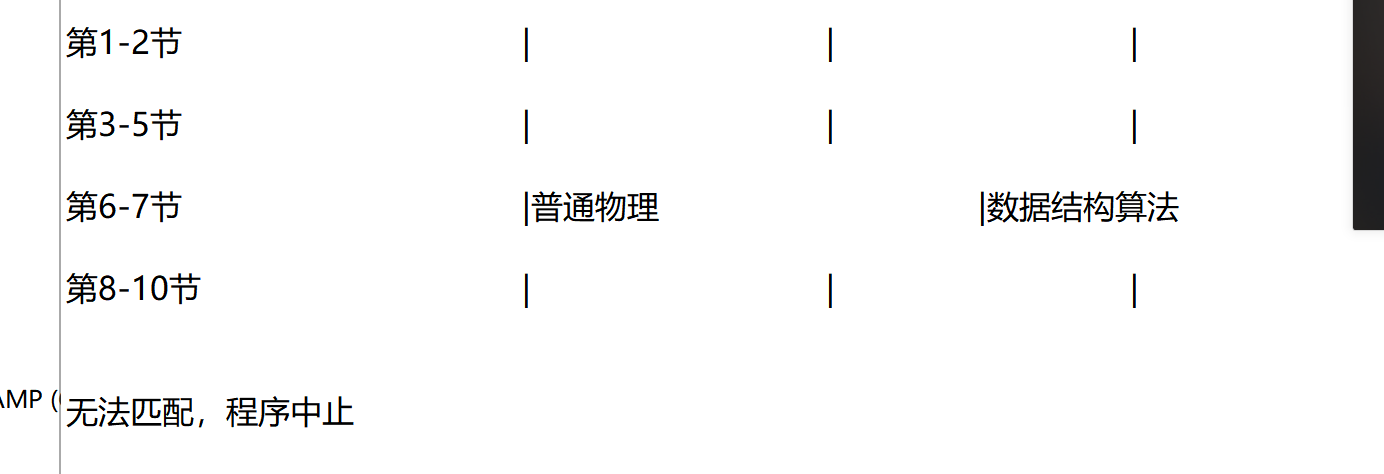 第1-2节 | | |
第3-5节 | | |
第6-7节 |普通物理 |数据结构算法
第8-10节 | | |
AMP (
无法匹配，程序中止